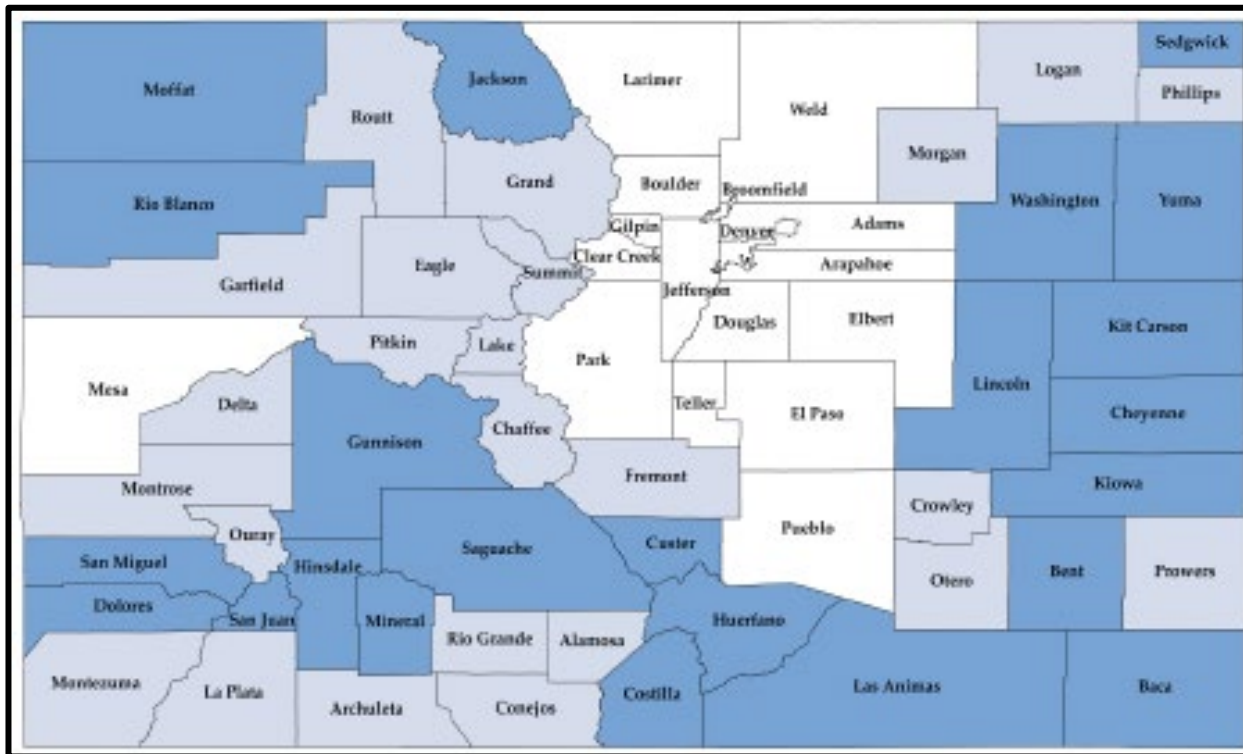 Sedgwick
Logan
Jackson
Larimer
Moffat
Phillips
Weld
Routt
Morgan
Grand
Boulder
Broomfield
Washington
Yuma
Rio Blanco
Gilpin
Adams
Denver
Clear Creek
Eagle
Summit
Arapahoe
Garfield
Jefferson
Douglas
Elbert
Kit Carson
Pitkin
Lake
Park
Lincoln
Mesa
Delta
Teller
El Paso
Cheyenne
Chaffee
Gunnison
Fremont
Kiowa
Montrose
Crowley
Ouray
Pueblo
Saguache
Custer
San Miguel
Hinsdale
Otero
Bent
Prowers
Dolores
San Juan
Mineral
Huerfano
Rio Grande
Alamosa
Montezuma
La Plata
Costilla
Las Animas
Baca
Archuleta
Conejos